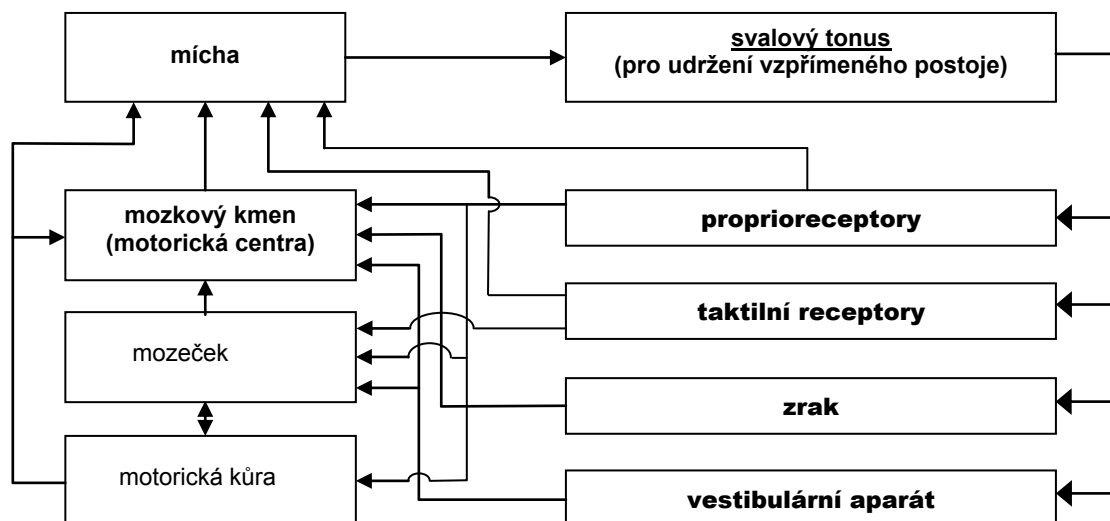 mícha
svalový tonus
(pro udržení vzpřímeného postoje)
mozkový kmen
(motorická centra)
proprioreceptory
taktilní receptory
mozeček
zrak
motorická kůra
vestibulární aparát